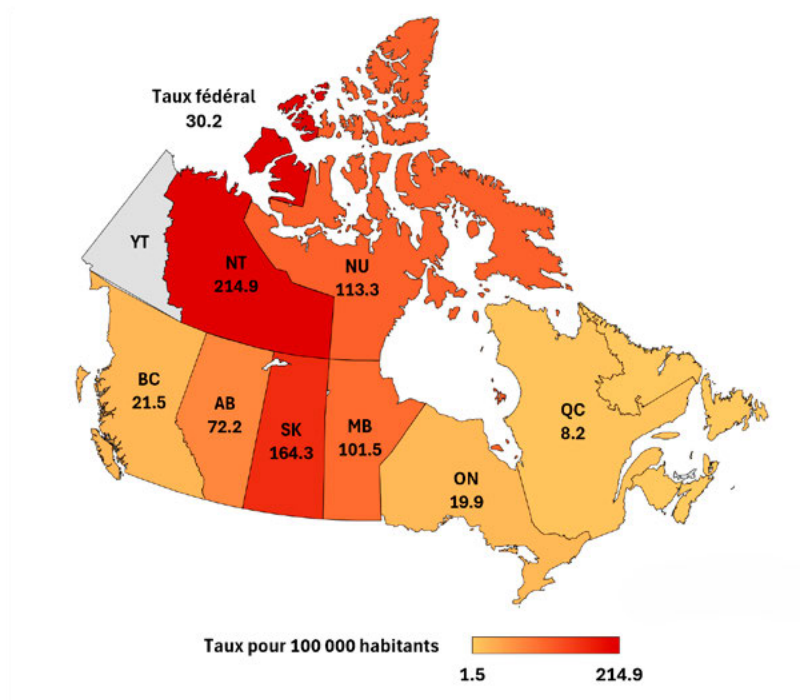 Taux fédéral
30.2
YT
NT
214.9
NU
113.3
BC
21.5
AB
72.2
SK
164.3
MB
101.5
ON
19.9
QC
8.2
Taux pour 100 000 habitants
1.5
214.9